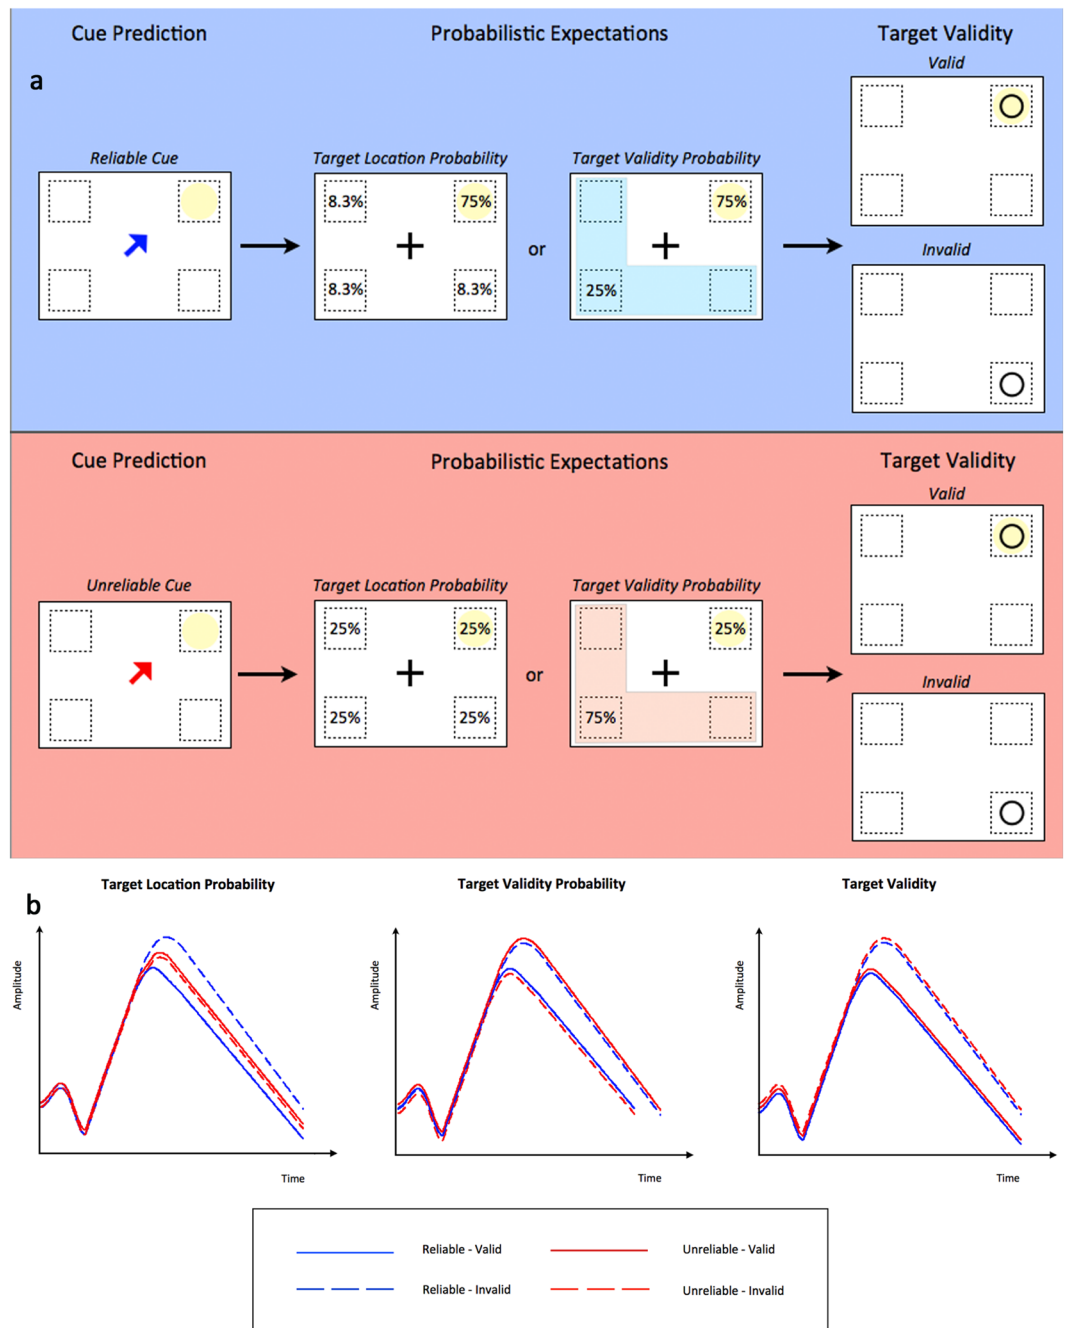 Cue Prediction
Probabilistic Expectations
Target Validity
a
Valid
Reliable Cue
Target Location Probability
Target Validity Probability
8.3%
75%
75%
or
8.3%
8.3%
25%
Invalid
Cue Prediction
Probabilistic Expectations
Target Validity
Valid
Unreliable Cue
Target Location Probability
Target Validity Probability
25%
25%
25%
or
25%
25%
75%
Invalid
b
Target Location Probability
Target Validity Probability
Target Validity
Amplitude
Amplitude
Amplitude
Time
Time
Time
Reliable - Valid
Unreliable - Valid
Reliable - Invalid
Unreliable - Invalid